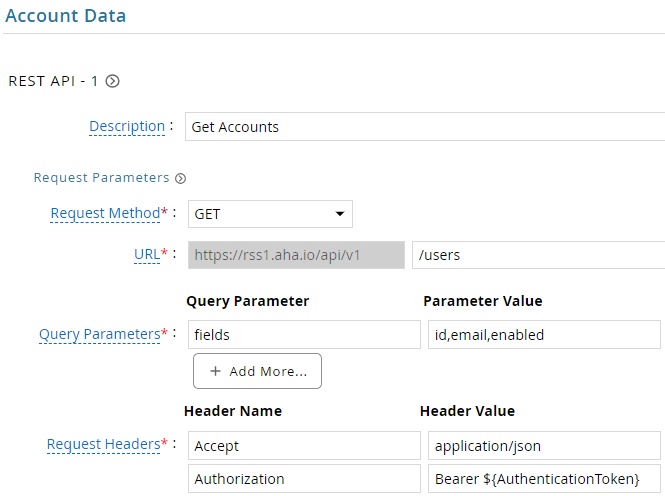 Account Data
REST API - 1
Description :
Get Accounts
Request Parameters
Request Method* :
GET
URL* :
https://rss1.aha.io/api/v1
/users
Query Parameter Parameter Value
Query Parameters* :
fields
id,email,enabled
+ Add More...
Header Name Header Value
Request Headers* :
Accept
application/json
Authorization
Bearer ${AuthenticationToken}